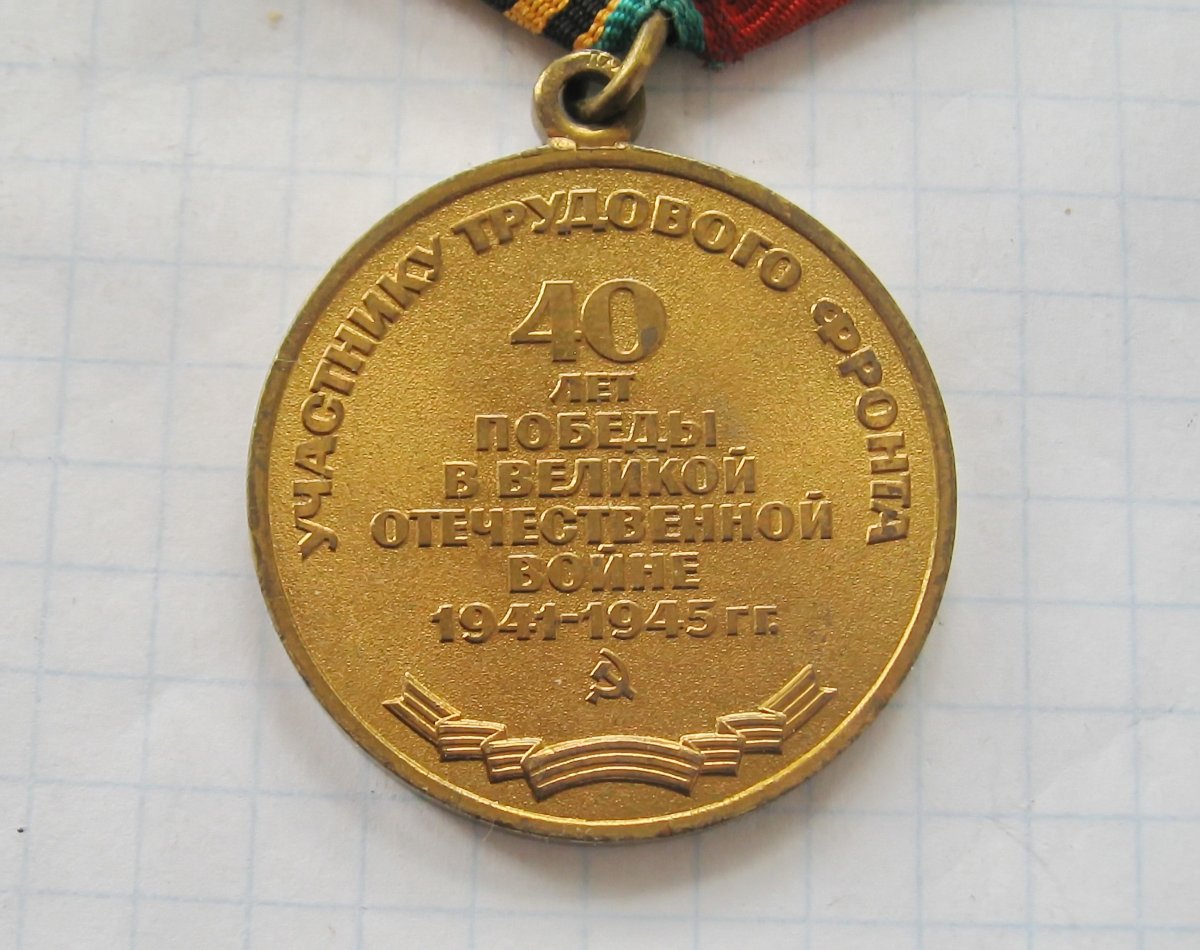 УЧАСТНИКУ ТРУДОВОГО ФРОНТА
40
ЛЕТ
ПОБЕДЫ
В ВЕЛИКОЙ
ОТЕЧЕСТВЕННОЙ
ВОЙНЕ
1941-1945 ГГ.